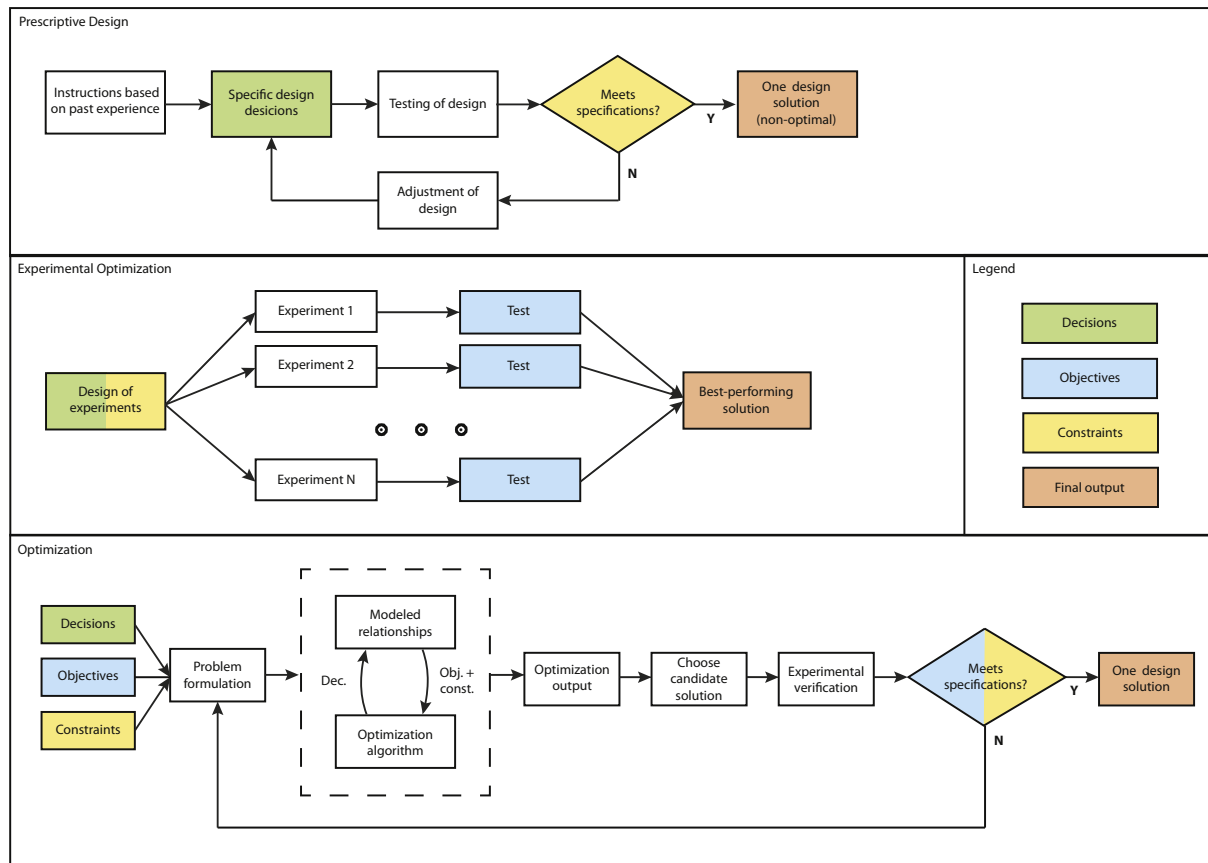 Prescriptive Design
Instructions based
on past experience
Specific design
desicions
Testing of design
Meets
specifications?
Y
One design
solution
(non-optimal)
N
Adjustment of
design
Experimental Optimization
Design of
experiments
Experiment 1
Test
Experiment 2
Test
Experiment N
Test
Best-performing
solution
Legend
Decisions
Objectives
Constraints
Final output
Optimization
Decisions
Objectives
Constraints
Problem
formulation
Modeled
relationships
Dec.
Obj. +
const.
Optimization
algorithm
Optimization
output
Choose
candidate
solution
Experimental
verification
Meets
specifications?
Y
One design
solution
N